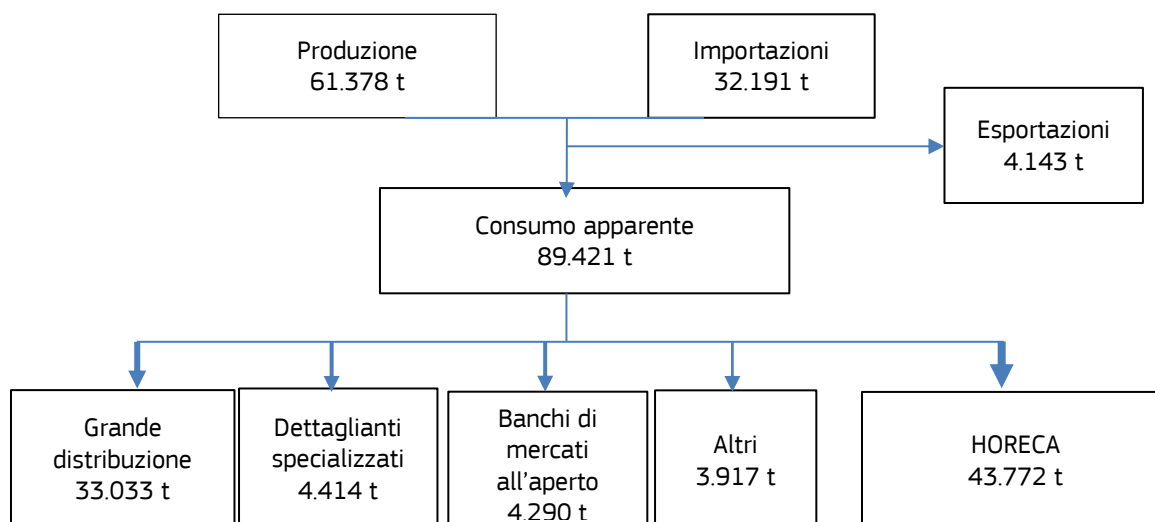 Produzione
61.378 t
Importazioni
32.191 t
Esportazioni
4.143 t
Consumo apparente
89.421 t
Grande
distribuzione
33.033 t
Dettaglianti
specializzati
4.414 t
Banchi di
mercati
all'aperto
4.290 t
Altri
3.917 t
HORECA
43.772 t